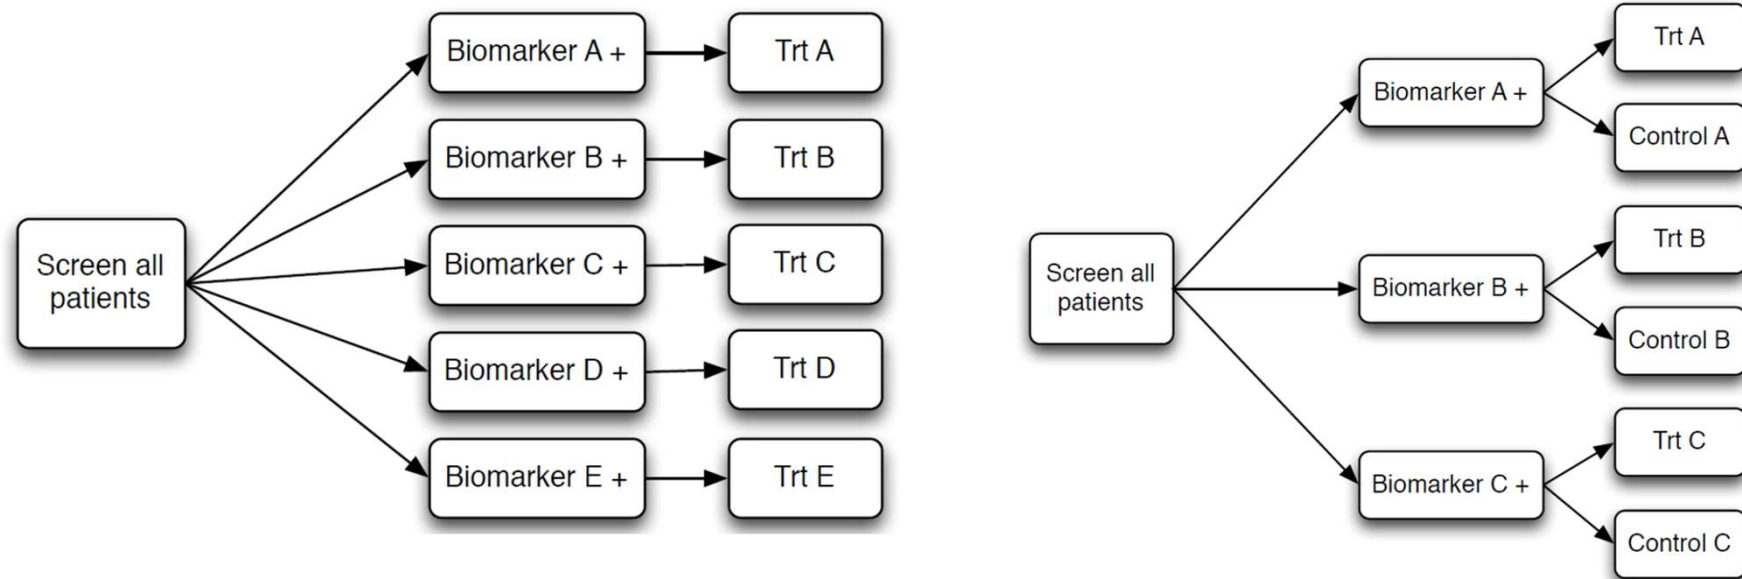 Screen all
patients
Biomarker A +
Trt A
Biomarker B +
Trt B
Biomarker C +
Trt C
Biomarker D +
Trt D
Biomarker E +
Trt E
Screen all
patients
Biomarker A +
Trt A
Control A
Biomarker B +
Trt B
Control B
Biomarker C +
Trt C
Control C